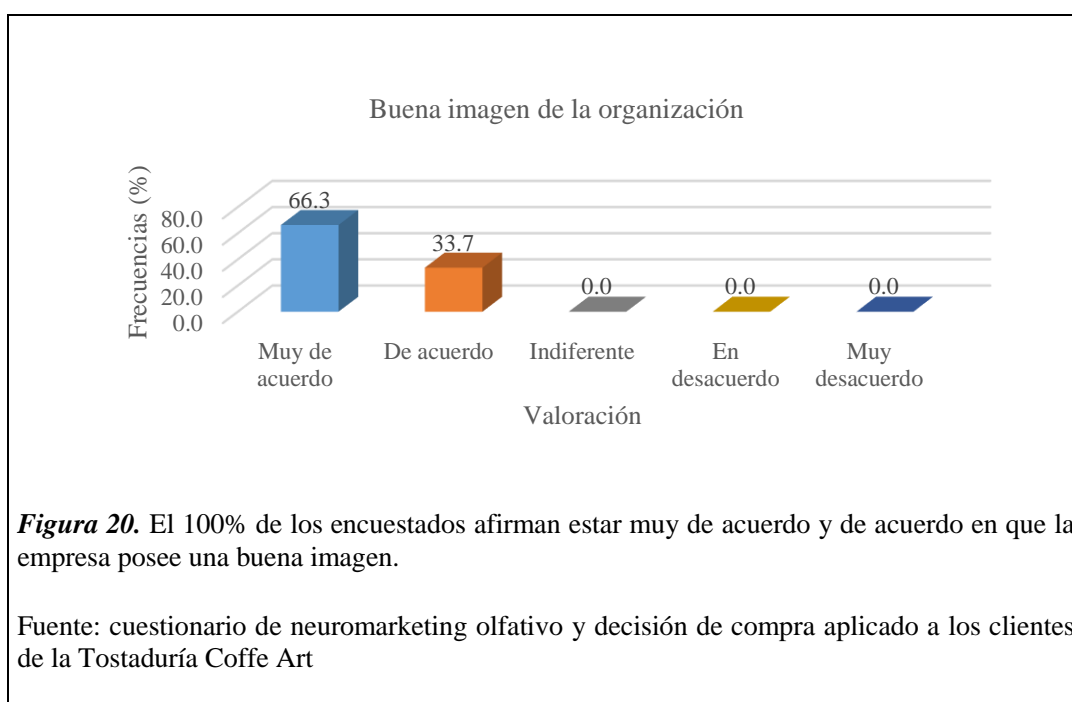 Buena imagen de la organización
Frecuencias (%)
80.0
60.0
40.0
20.0
0.0
66.3
33.7
0.0
0.0
0.0
Muy de
acuerdo
De acuerdo
Indiferente
En
desacuerdo
Muy
desacuerdo
Valoración
Figura 20. El 100% de los encuestados afirman estar muy de acuerdo y de acuerdo en que la
empresa posee una buena imagen.
Fuente: cuestionario de neuromarketing olfativo y decisión de compra aplicado a los clientes
de la Tostaduría Coffe Art